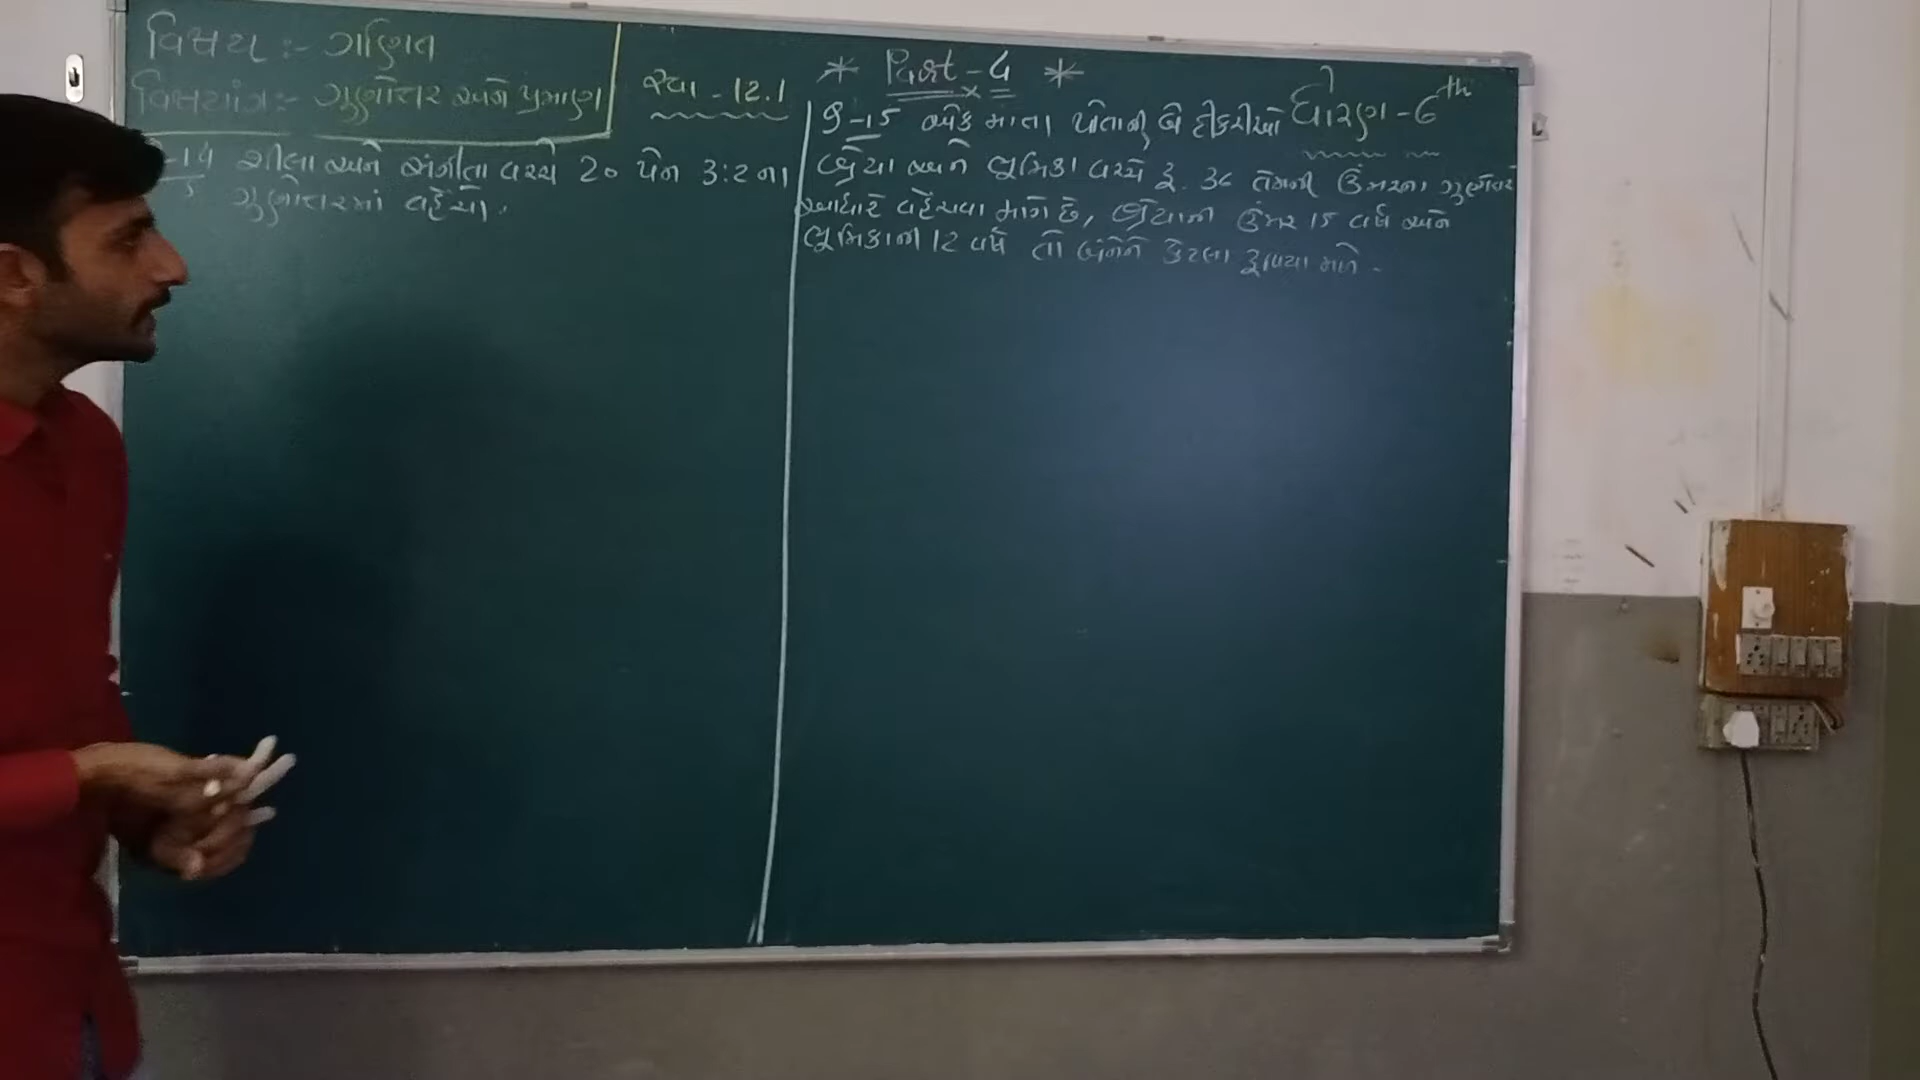 વિષય :- ગણિત
વિષયાંગ:- ગુણોત્તર અને પ્રમાણ
સ્વા - 12.1
* Part - 4 *
ધોરણ - 6th
-14 શીલા અને સંગીતા વચ્ચે 20 પેન 3:2 ના
ગુણોત્તરમાં વહેંચો.
9-15 એક માતા પોતાની બે દીકરીઓ
શ્રેયા અને ભૂમિકા વચ્ચે રૂ. 36 તેમની ઉંમરના ગુણોત્તર
આધારે વહેંચવા માગે છે, શ્રેયાની ઉંમર 15 વર્ષ અને
ભૂમિકાની 12 વર્ષ તો બંનેને કેટલા રૂપિયા મળે.